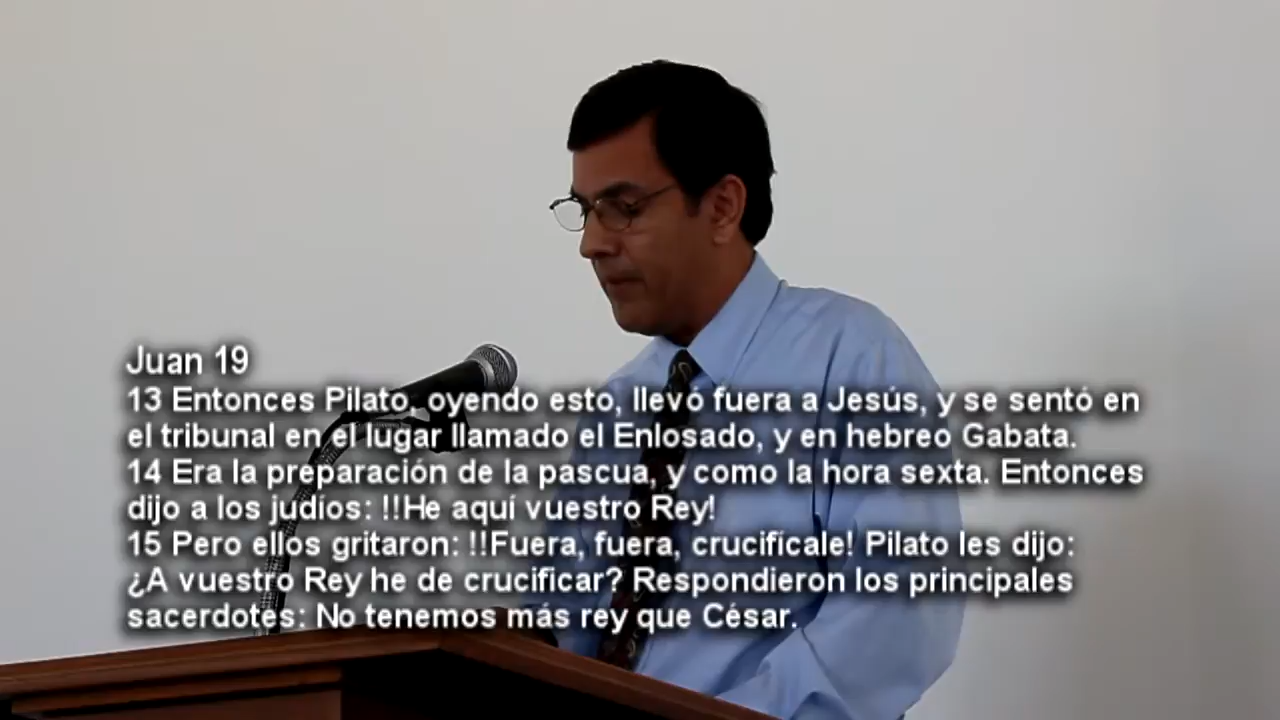 Juan 19
13 Entonces Pilato, oyendo esto, llevó fuera a Jesús, y se sentó en
el tribunal en el lugar llamado el Enlosado, y en hebreo Gabata.
14 Era la preparación de la pascua, y como la hora sexta. Entonces
dijo a los judíos: !!He aquí vuestro Rey!
15 Pero ellos gritaron: !!Fuera, fuera, crucifícale! Pilato les dijo:
¿A vuestro Rey he de crucificar? Respondieron los principales
sacerdotes: No tenemos más rey que César.